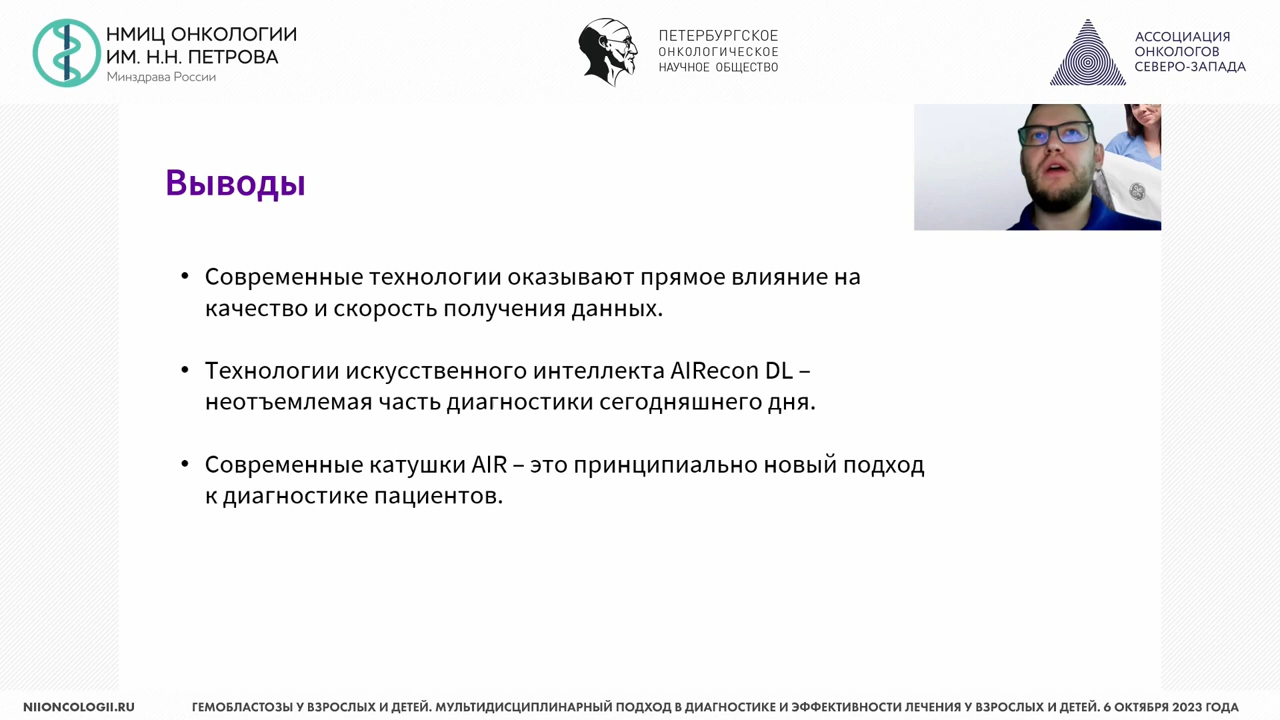 НМИЦ ОНКОЛОГИИ
ИМ. Н.Н. ПЕТРОВА
Минздрава России
ПЕТЕРБУРГСКОЕ
ОНКОЛОГИЧЕСКОЕ
НАУЧНОЕ ОБЩЕСТВО
АССОЦИАЦИЯ
ОНКОЛОГОВ
СЕВЕРО-ЗАПАДА
Выводы
• Современные технологии оказывают прямое влияние на
качество и скорость получения данных.
• Технологии искусственного интеллекта AIRecon DL –
неотъемлемая часть диагностики сегодняшнего дня.
• Современные катушки AIR – это принципиально новый подход
к диагностике пациентов.
NIIONCOLOGII.RU
ГЕМОБЛАСТОЗЫ У ВЗРОСЛЫХ И ДЕТЕЙ. МУЛЬТИДИСЦИПЛИНАРНЫЙ ПОДХОД В ДИАГНОСТИКЕ И ЭФФЕКТИВНОСТИ ЛЕЧЕНИЯ У ВЗРОСЛЫХ И ДЕТЕЙ. 6 ОКТЯБРЯ 2023 ГОДА